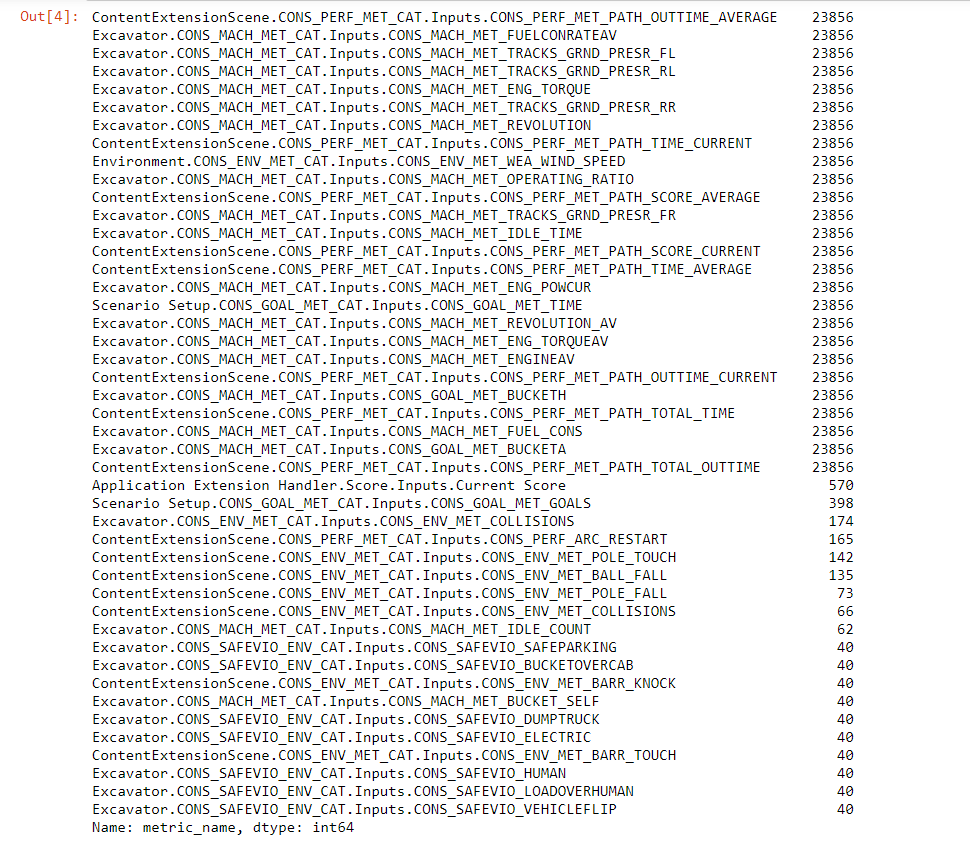 Out[4]: ContentExtensionScene.CONS_PERF_MET_CAT.Inputs.CONS_PERF_MET_PATH_OUTTIME_AVERAGE 23856
Excavator.CONS_MACH_MET_CAT.Inputs.CONS_MACH_MET_FUELCONRATEAV 23856
Excavator.CONS_MACH_MET_CAT.Inputs.CONS_MACH_MET_TRACKS_GRND_PRESR_FL 23856
Excavator.CONS_MACH_MET_CAT.Inputs.CONS_MACH_MET_TRACKS_GRND_PRESR_RL 23856
Excavator.CONS_MACH_MET_CAT.Inputs.CONS_MACH_MET_ENG_TORQUE 23856
Excavator.CONS_MACH_MET_CAT.Inputs.CONS_MACH_MET_TRACKS_GRND_PRESR_RR 23856
Excavator.CONS_MACH_MET_CAT.Inputs.CONS_MACH_MET_REVOLUTION 23856
ContentExtensionScene.CONS_PERF_MET_CAT.Inputs.CONS_PERF_MET_PATH_TIME_CURRENT 23856
Environment.CONS_ENV_MET_CAT.Inputs.CONS_ENV_MET_WEA_WIND_SPEED 23856
Excavator.CONS_MACH_MET_CAT.Inputs.CONS_MACH_MET_OPERATING_RATIO 23856
ContentExtensionScene.CONS_PERF_MET_CAT.Inputs.CONS_PERF_MET_PATH_SCORE_AVERAGE 23856
Excavator.CONS_MACH_MET_CAT.Inputs.CONS_MACH_MET_TRACKS_GRND_PRESR_FR 23856
Excavator.CONS_MACH_MET_CAT.Inputs.CONS_MACH_MET_IDLE_TIME 23856
ContentExtensionScene.CONS_PERF_MET_CAT.Inputs.CONS_PERF_MET_PATH_SCORE_CURRENT 23856
ContentExtensionScene.CONS_PERF_MET_CAT.Inputs.CONS_PERF_MET_PATH_TIME_AVERAGE 23856
Excavator.CONS_MACH_MET_CAT.Inputs.CONS_MACH_MET_ENG_POWCUR 23856
Scenario Setup.CONS_GOAL_MET_CAT.Inputs.CONS_GOAL_MET_TIME 23856
Excavator.CONS_MACH_MET_CAT.Inputs.CONS_MACH_MET_REVOLUTION_AV 23856
Excavator.CONS_MACH_MET_CAT.Inputs.CONS_MACH_MET_ENG_TORQUEAV 23856
Excavator.CONS_MACH_MET_CAT.Inputs.CONS_MACH_MET_ENGINEAV 23856
ContentExtensionScene.CONS_PERF_MET_CAT.Inputs.CONS_PERF_MET_PATH_OUTTIME_CURRENT 23856
Excavator.CONS_MACH_MET_CAT.Inputs.CONS_GOAL_MET_BUCKETH 23856
ContentExtensionScene.CONS_PERF_MET_CAT.Inputs.CONS_PERF_MET_PATH_TOTAL_TIME 23856
Excavator.CONS_MACH_MET_CAT.Inputs.CONS_MACH_MET_FUEL_CONS 23856
Excavator.CONS_MACH_MET_CAT.Inputs.CONS_GOAL_MET_BUCKETA 23856
ContentExtensionScene.CONS_PERF_MET_CAT.Inputs.CONS_PERF_MET_PATH_TOTAL_OUTTIME 23856
Application Extension Handler.Score.Inputs.Current Score 570
Scenario Setup.CONS_GOAL_MET_CAT.Inputs.CONS_GOAL_MET_GOALS 398
Excavator.CONS_ENV_MET_CAT.Inputs.CONS_ENV_MET_COLLISIONS 174
ContentExtensionScene.CONS_PERF_MET_CAT.Inputs.CONS_PERF_ARC_RESTART 165
ContentExtensionScene.CONS_ENV_MET_CAT.Inputs.CONS_ENV_MET_POLE_TOUCH 142
ContentExtensionScene.CONS_ENV_MET_CAT.Inputs.CONS_ENV_MET_BALL_FALL 135
ContentExtensionScene.CONS_ENV_MET_CAT.Inputs.CONS_ENV_MET_POLE_FALL 73
ContentExtensionScene.CONS_ENV_MET_CAT.Inputs.CONS_ENV_MET_COLLISIONS 66
Excavator.CONS_MACH_MET_CAT.Inputs.CONS_MACH_MET_IDLE_COUNT 62
Excavator.CONS_SAFEVIO_ENV_CAT.Inputs.CONS_SAFEVIO_SAFEPARKING 40
Excavator.CONS_SAFEVIO_ENV_CAT.Inputs.CONS_SAFEVIO_BUCKETOVERCAB 40
ContentExtensionScene.CONS_ENV_MET_CAT.Inputs.CONS_ENV_MET_BARR_KNOCK 40
Excavator.CONS_MACH_MET_CAT.Inputs.CONS_MACH_MET_BUCKET_SELF 40
Excavator.CONS_SAFEVIO_ENV_CAT.Inputs.CONS_SAFEVIO_DUMPTRUCK 40
Excavator.CONS_SAFEVIO_ENV_CAT.Inputs.CONS_SAFEVIO_ELECTRIC 40
ContentExtensionScene.CONS_ENV_MET_CAT.Inputs.CONS_ENV_MET_BARR_TOUCH 40
Excavator.CONS_SAFEVIO_ENV_CAT.Inputs.CONS_SAFEVIO_HUMAN 40
Excavator.CONS_SAFEVIO_ENV_CAT.Inputs.CONS_SAFEVIO_LOADOVERHUMAN 40
Excavator.CONS_SAFEVIO_ENV_CAT.Inputs.CONS_SAFEVIO_VEHICLEFLIP 40
Name: metric_name, dtype: int64